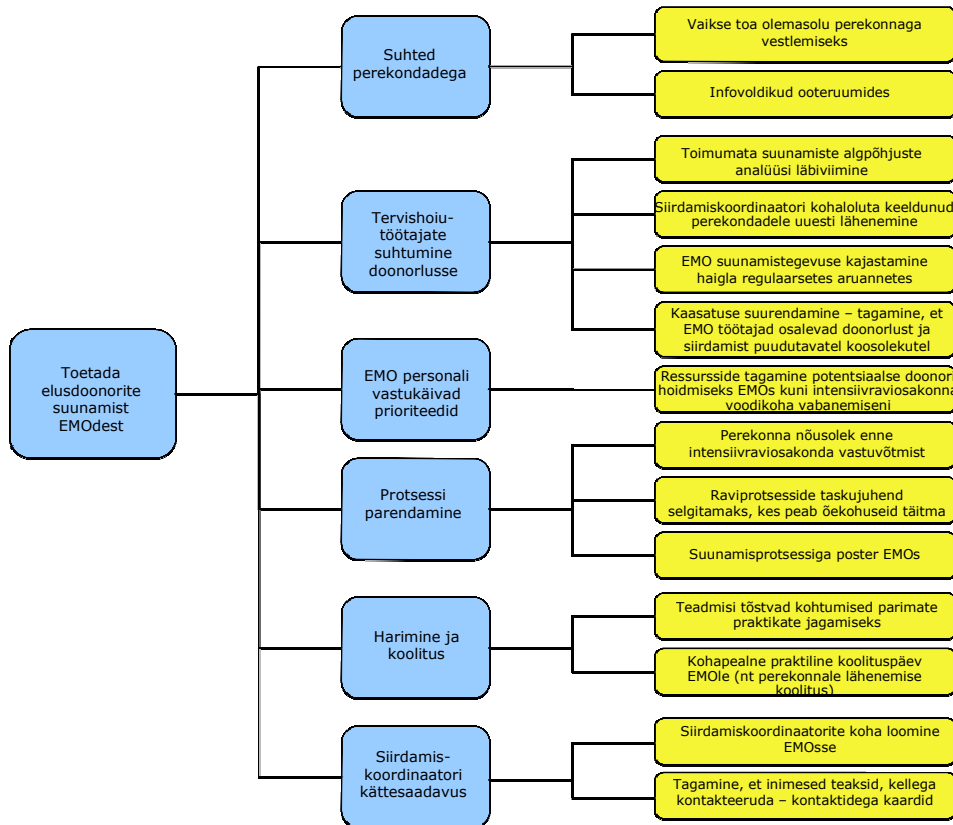 Toetada
elusdoonorite
suunamist
EMOdest
Suhted
perekondadega
Vaikse toa olemasolu perekonnaga
vestlemiseks
Infovoldikud ooteruumides
Tervishoiu-
töötajate
suhtumine
doonorlusse
Toimumata suunamiste algpõhjuste
analüüsi läbiviimine
Siirdamiskoordinaatori kohaloluta keeldunud
perekondadele uuesti lähenemine
EMO suunamistegevuse kajastamine
haigla regulaarsetes aruannetes
Kaasatuse suurendamine – tagamine, et
EMO töötajad osalevad doonorlust ja
siirdamist puudutavatel koosolekutel
EMO personali
vastukäivad
prioriteedid
Ressursside tagamine potentsiaalse doonori
hoidmiseks EMOs kuni intensiivraviosakonna
voodikoha vabanemiseni
Protsessi
parendamine
Perekonna nõusolek enne
intensiivraviosakonda vastuvõtmist
Raviprotsesside taskujuhend
selgitamaks, kes peab õekohuseid täitma
Suunamisprotsessiga poster EMOs
Harimine ja
koolitus
Teadmisi tõstvad kohtumised parimate
praktikate jagamiseks
Kohapealne praktiline koolituspäev
EMOle (nt perekonnale lähenemise
koolitus)
Siirdamis-
koordinaatori
kättesaadavus
Siirdamiskoordinaatorite koha loomine
EMOsse
Tagamine, et inimesed teaksid, kellega
kontakteeruda – kontaktidega kaardid